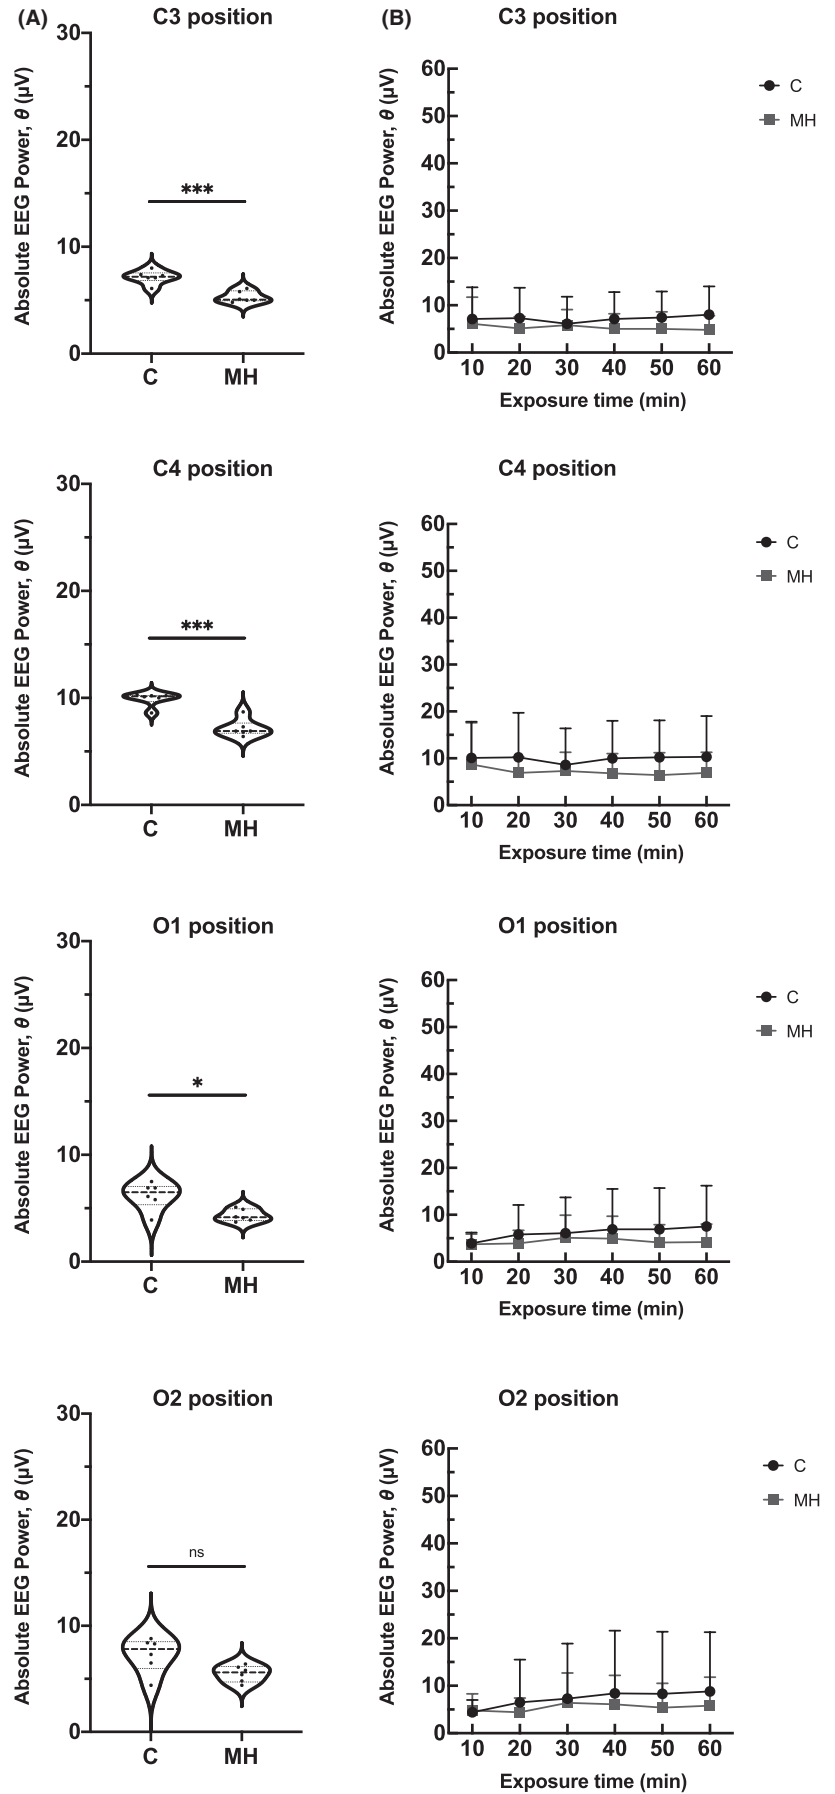 (A)
C3 position
Absolute EEG Power, θ (µV)
30
20
10
0
***
C
MH
(B)
C3 position
Absolute EEG Power, θ (µV)
60
50
40
30
20
10
0
10 20 30 40 50 60
Exposure time (min)
C
MH
C4 position
Absolute EEG Power, θ (µV)
30
20
10
0
***
C
MH
C4 position
Absolute EEG Power, θ (µV)
60
50
40
30
20
10
0
10 20 30 40 50 60
Exposure time (min)
C
MH
O1 position
Absolute EEG Power, θ (µV)
30
20
10
0
*
C
MH
O1 position
Absolute EEG Power, θ (µV)
60
50
40
30
20
10
0
10 20 30 40 50 60
Exposure time (min)
C
MH
O2 position
Absolute EEG Power, θ (µV)
30
20
10
0
ns
C
MH
O2 position
Absolute EEG Power, θ (µV)
60
50
40
30
20
10
0
10 20 30 40 50 60
Exposure time (min)
C
MH